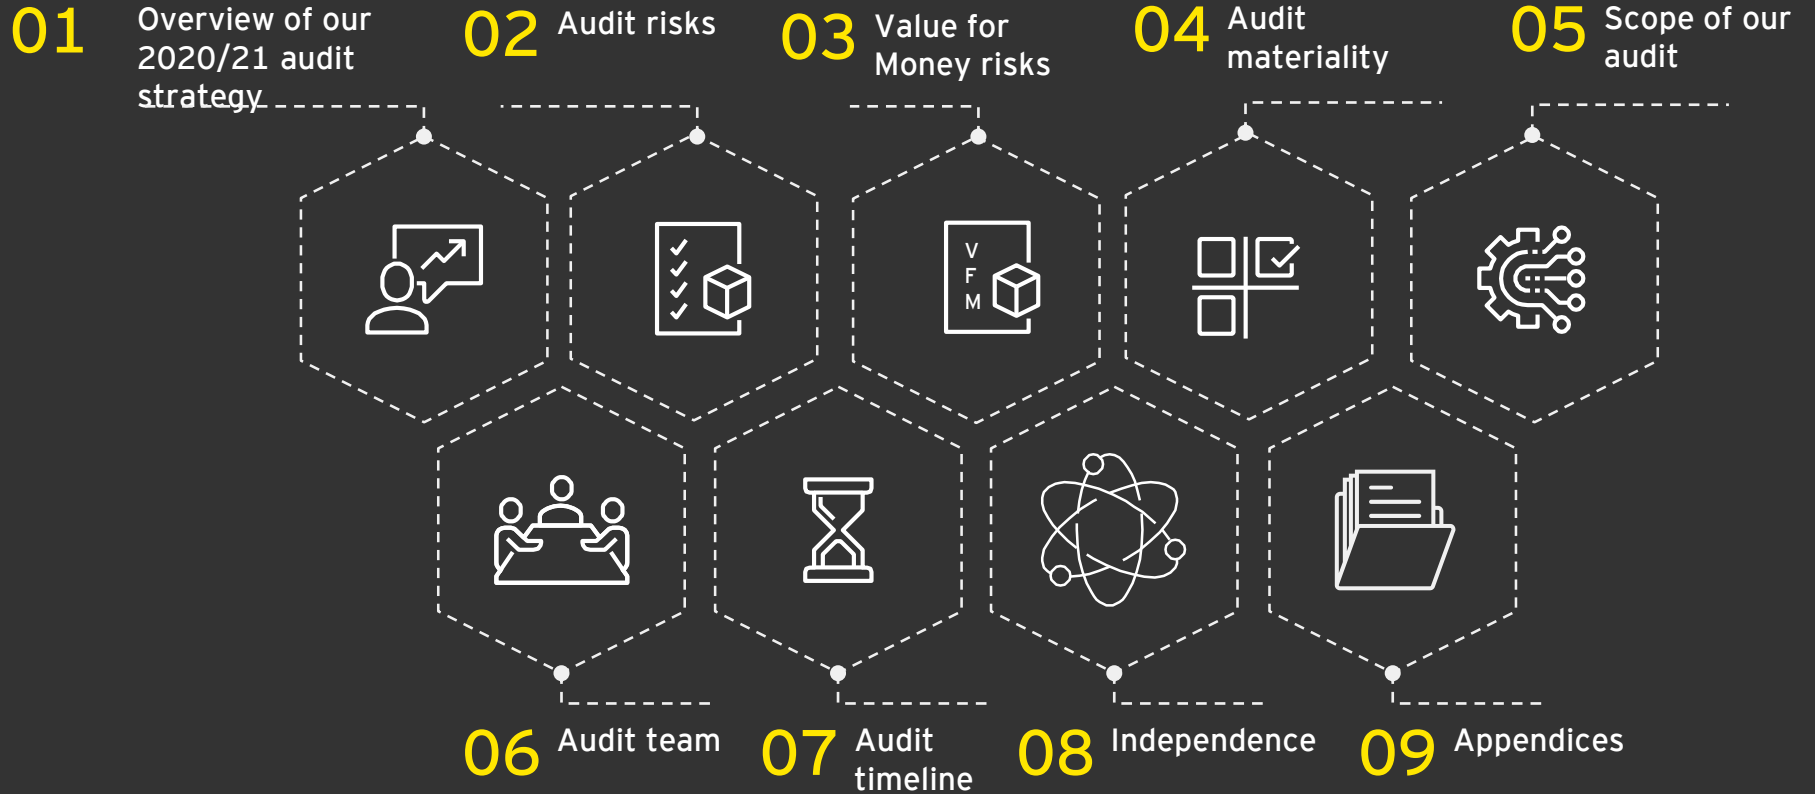 01
Overview of our
2020/21 audit
strategy
02
Audit risks
03
Value for
Money risks
04
Audit
materiality
05
Scope of our
audit
V
F
M
06
Audit team
07
Audit
timeline
08
Independence
09
Appendices